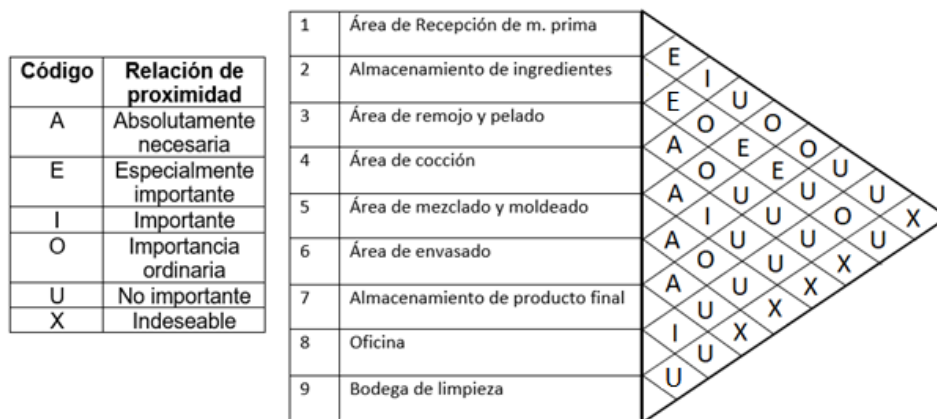 Código Relación de proximidad
A Absolutamente
necesaria
E Especialmente
importante
I Importante
O Importancia
ordinaria
U No importante
X Indeseable
1 Área de Recepción de m. prima
2 Almacenamiento de ingredientes
3 Área de remojo y pelado
4 Área de cocción
5 Área de mezclado y moldeado
6 Área de envasado
7 Almacenamiento de producto final
8 Oficina
9 Bodega de limpieza
E I U O O U U X
E O E E U O U
A O U U U X
A I U U X
A O U X
A U X
I U
U